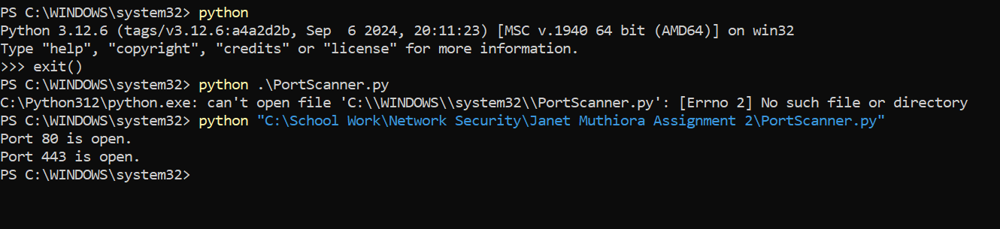 PS C:\WINDOWS\system32> python
Python 3.12.6 (tags/v3.12.6:a4a2d2b, Sep  6 2024, 20:11:23) [MSC v.1940 64 bit (AMD64)] on win32
Type "help", "copyright", "credits" or "license" for more information.
>>> exit()
PS C:\WINDOWS\system32> python .\PortScanner.py
C:\Python312\python.exe: can't open file 'C:\\WINDOWS\\system32\\PortScanner.py': [Errno 2] No such file or directory
PS C:\WINDOWS\system32> python "C:\School Work\Network Security\Janet Muthiora Assignment 2\PortScanner.py"
Port 80 is open.
Port 443 is open.
PS C:\WINDOWS\system32>